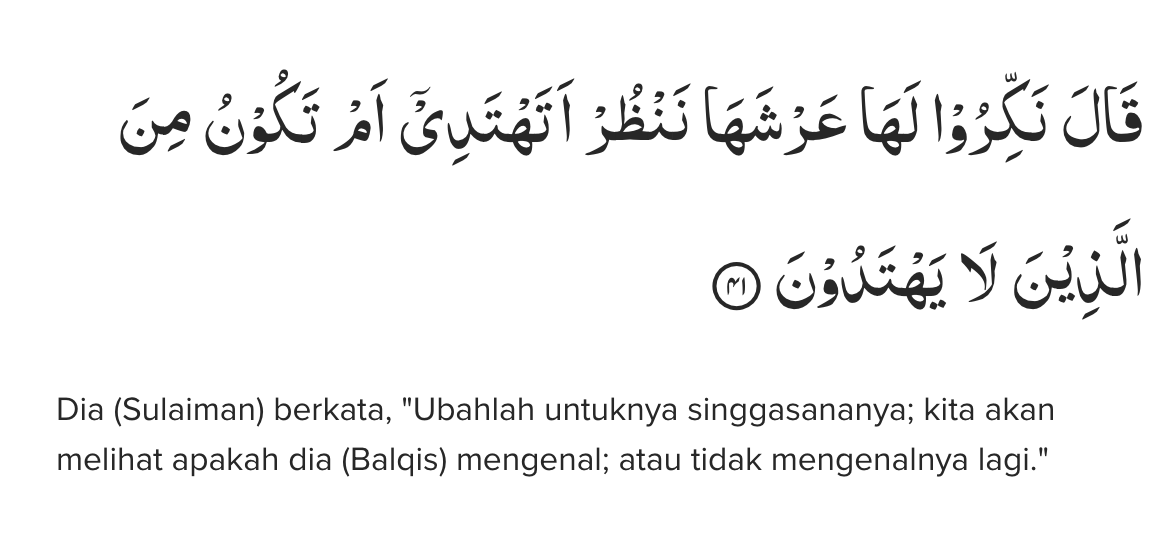 قَالَ نَكِّرُوْا لَهَا عَرْشَهَا نَنْظُرْ اَتَهْتَدِيْٓ اَمْ تَكُوْنُ مِنَ
الَّذِيْنَ لَا يَهْتَدُوْنَ ۴۱
Dia (Sulaiman) berkata, "Ubahlah untuknya singgasananya; kita akan
melihat apakah dia (Balqis) mengenal; atau tidak mengenalnya lagi."